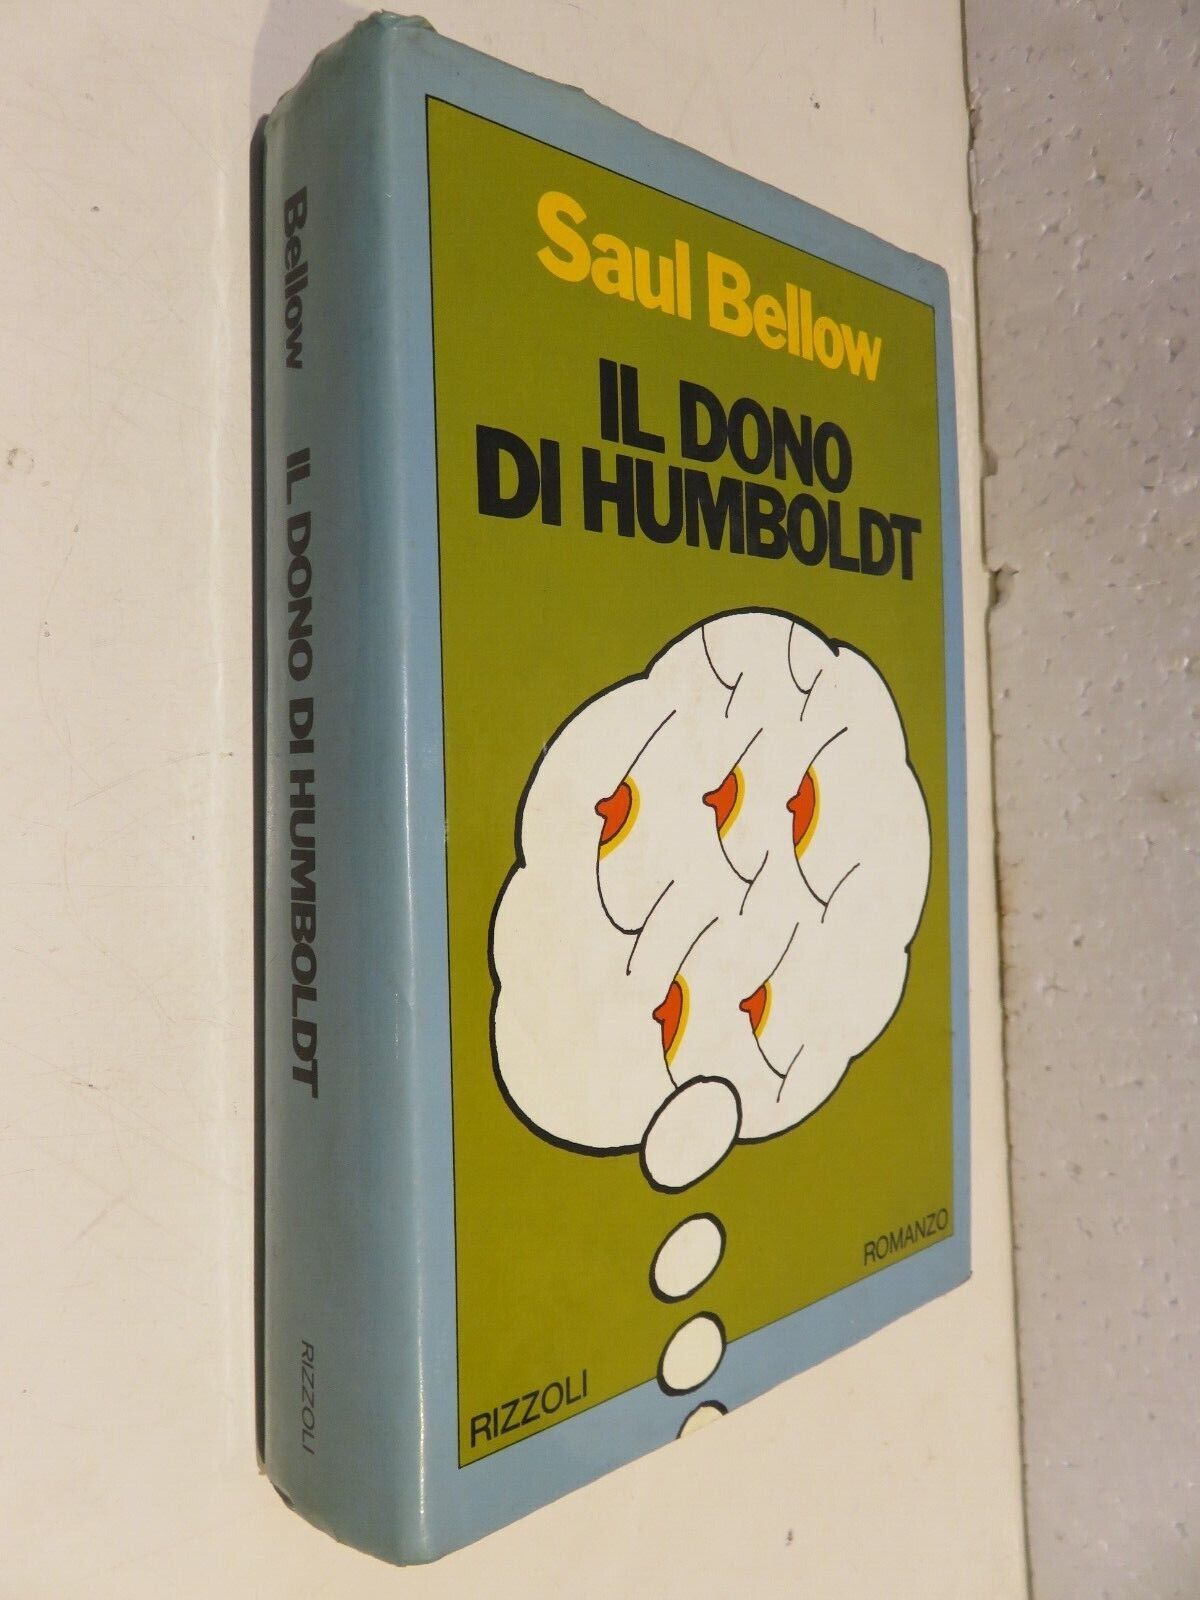 Bellow IL DONO DI HUMBOLDT RIZZOLI
Saul Bellow
IL DONO
DI HUMBOLDT
RIZZOLI
ROMANZO